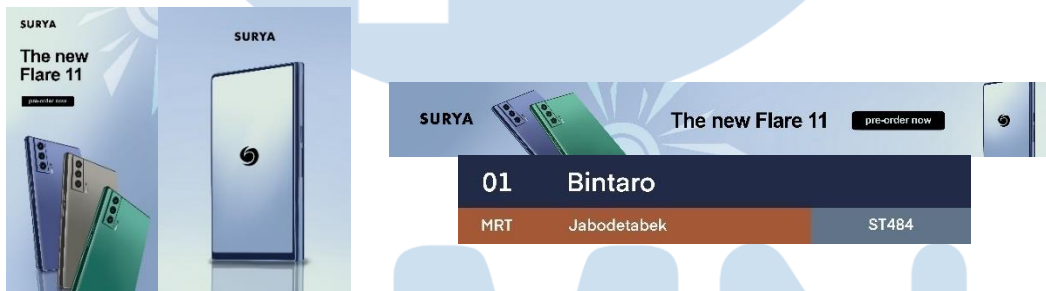 SURYA
The new
Flare 11
pre-order now
SURYA
SURYA
The new Flare 11
pre-order now
01 Bintaro
MRT Jabodetabek ST484